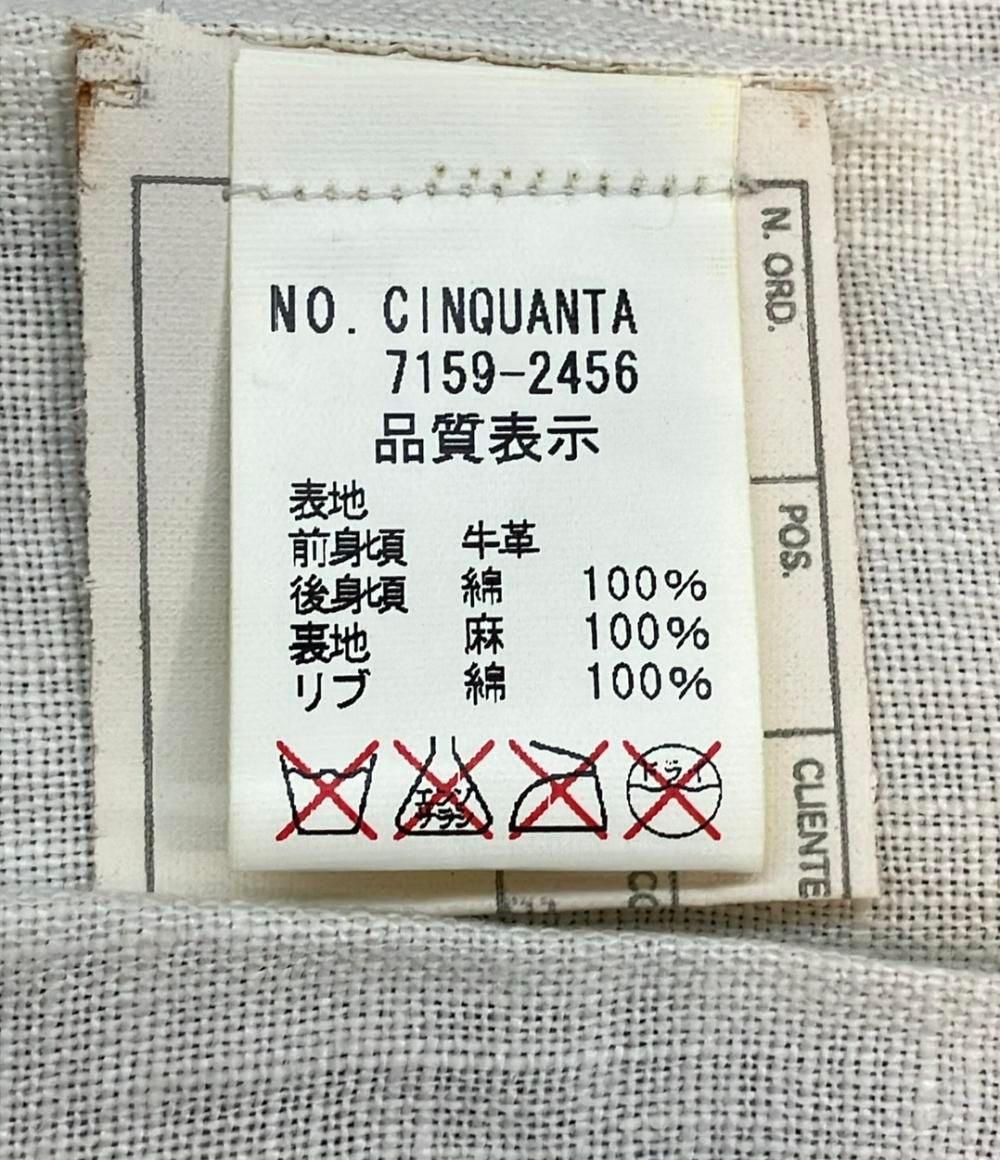 NO. CINQUANTA
7159-2456
品質表示
表地
前身頃 牛革
後身頃 綿 100%
裏地 麻 100%
リブ 綿 100%
エンソ
サラシ
ドライ
N. ORD.
POS.
CLIENTE
CO